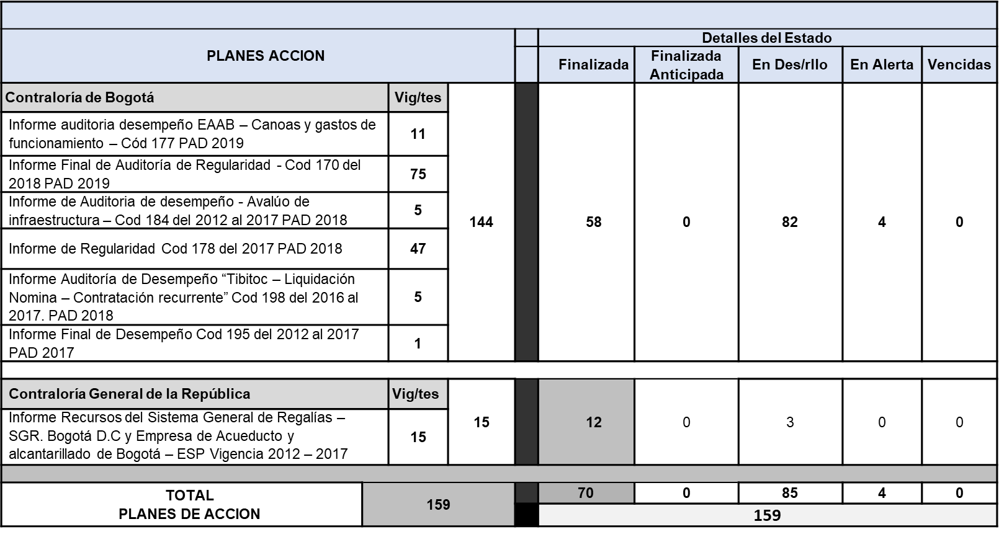 Detalles del Estado
PLANES ACCION
Finalizada
Finalizada
Anticipada
En Des/rllo
En Alerta
Vencidas
Contraloría de Bogotá
Vig/tes
Informe auditoria desempeño EAAB – Canoas y gastos de
funcionamiento – Cód 177 PAD 2019
11
Informe Final de Auditoría de Regularidad - Cod 170 del
2018 PAD 2019
75
Informe de Auditoria de desempeño - Avalúo de
infraestructura – Cod 184 del 2012 al 2017 PAD 2018
5
Informe de Regularidad Cod 178 del 2017 PAD 2018
47
Informe Auditoría de Desempeño “Tibitoc – Liquidación
Nomina – Contratación recurrente” Cod 198 del 2016 al
2017. PAD 2018
5
Informe Final de Desempeño Cod 195 del 2012 al 2017
PAD 2017
1
144
58
0
82
4
0
Contraloría General de la República
Vig/tes
Informe Recursos del Sistema General de Regalías –
SGR. Bogotá D.C y Empresa de Acueducto y
alcantarillado de Bogotá – ESP Vigencia 2012 – 2017
15
15
12
0
3
0
0
TOTAL
PLANES DE ACCION
159
70
0
85
4
0
159